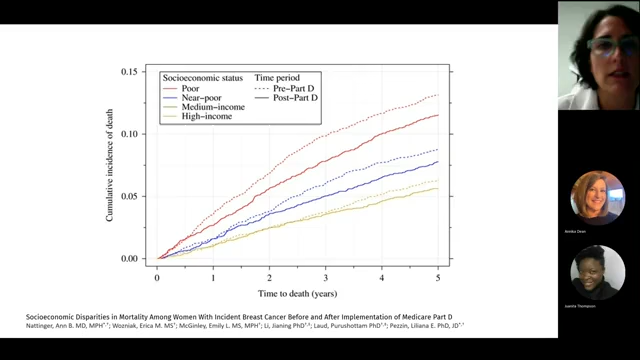 Socioeconomic status
Time period
Poor
Near-poor
Medium-income
High-income
Pre-Part D
Post-Part D
0.15
0.10
0.05
0.00
Cumulative incidence of death
0
1
2
3
4
5
Time to death (years)
Socioeconomic Disparities in Mortality Among Women With Incident Breast Cancer Before and After Implementation of Medicare Part D
Nattinger, Ann B. MD, MPH*,†; Wozniak, Erica M. MS†; McGinley, Emily L. MS, MPH†; Li, Jianing PhD†,§; Laud, Purushottam PhD†,§; Pezzin, Liliana E. PhD, JD*,†
Annika Dean
Juanita Thompson